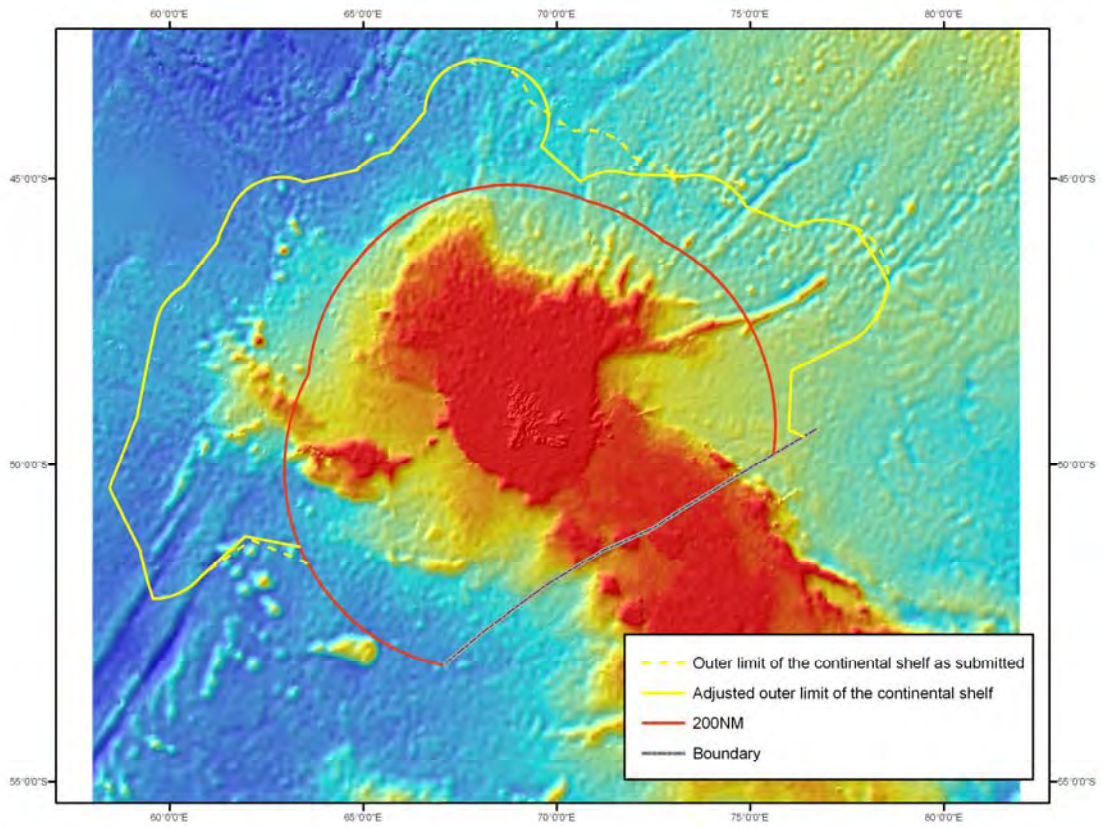 60°0'0"E 65°0'0"E 70°0'0"E 75°0'0"E 80°0'0"E
45°0'0"S 45°0'0"S
50°0'0"S 50°0'0"S
Outer limit of the continental shelf as submitted
Adjusted outer limit of the continental shelf
200NM
Boundary
55°0'0"S 55°0'0"S
60°0'0"E 65°0'0"E 70°0'0"E 75°0'0"E 80°0'0"E